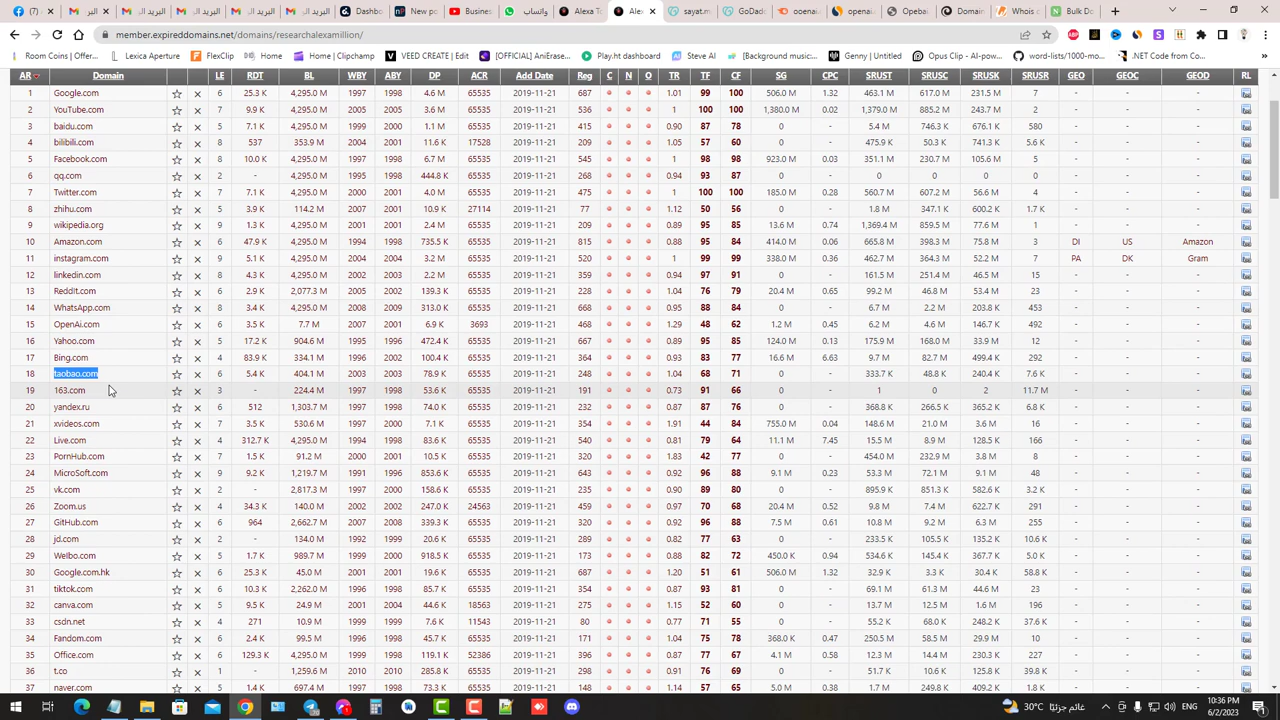 (7) ف
البريد الـ
البر
البريد الـ
البريد الـ
البريد الـ
Dashbo
New po
Busines
واتساب
Alexa To
Alex
sayat.m
GoDadd
openai
openai
Opebai
Domain
Whois d
Bulk Do
member.expireddomains.net/domains/researchalexamillion/
Room Coins | Offer...
Lexica Aperture
FlexClip
Home | Clipchamp
VEED CREATE | Edit
[OFFICIAL] AniErase...
Play.ht dashboard
Steve AI
[Background music...
Genny | Untitled
Opus Clip - AI-pow...
word-lists/1000-mo...
.NET Code from Co...
AR Domain LE RDT BL WBY ABY DP ACR Add Date Reg C N O TR TF CF SG CPC SRUST SRUSC SRUSK SRUSR GEO GEOC GEOD RL
1 Google.com 6 25.3 K 4,295.0 M 1997 1998 4.6 M 65535 2019-11-21 687 1.01 99 100 506.0 M 1.32 463.1 M 617.0 M 231.5 M 7 - - -
2 YouTube.com 7 9.9 K 4,295.0 M 2005 2005 3.6 M 65535 2019-11-21 536 1 100 100 1,380.0 M 0.02 1,379.0 M 885.2 M 243.7 M 2 - - -
3 baidu.com 5 7.1 K 4,295.0 M 1999 2000 1.1 M 65535 2019-11-21 415 0.90 87 78 0 - 5.4 M 746.3 K 676.1 K 580 - - -
4 bilibili.com 8 537 353.9 M 2004 2001 11.6 K 17528 2019-11-21 209 1.05 57 60 0 - 475.9 K 50.3 K 741.3 K 5.6 K - - -
5 Facebook.com 8 10.0 K 4,295.0 M 1997 1998 6.7 M 65535 2019-11-21 545 1 98 98 923.0 M 0.03 351.1 M 230.7 M 105.6 M 5 - - -
6 qq.com 2 - 4,295.0 M 1995 1998 444.8 K 65535 2019-11-21 268 0.94 93 87 0 - 0 0 0 0 - - -
7 Twitter.com 7 7.1 K 4,295.0 M 2000 2000 4.0 M 65535 2019-11-21 475 1 100 100 185.0 M 0.28 560.7 M 607.2 M 56.6 M 4 - - -
8 zhihu.com 5 3.9 K 114.2 M 2007 2001 10.9 K 27114 2019-11-21 77 1.12 50 56 0 - 1.8 M 347.1 K 600.2 K 1.7 K - - -
9 wikipedia.org 9 1.3 K 4,295.0 M 2001 2001 2.4 M 65535 2019-11-21 397 0.89 95 85 13.6 M 0.74 1,369.4 M 859.5 M 77.6 M 1 - - -
10 Amazon.com 6 47.9 K 4,295.0 M 1994 1998 735.5 K 65535 2019-11-21 815 0.88 95 84 414.0 M 0.06 665.8 M 398.3 M 75.8 M 3 DI US Amazon
11 instagram.com 9 5.1 K 4,295.0 M 2004 2004 3.2 M 65535 2019-11-21 520 1 99 99 338.0 M 0.36 462.7 M 364.3 M 52.2 M 7 PA DK Gram
12 linkedin.com 8 4.3 K 4,295.0 M 2002 2003 2.2 M 65535 2019-11-21 359 0.94 97 91 0 - 161.5 M 251.4 M 46.5 M 15 - - -
13 ReddIt.com 6 2.9 K 2,077.3 M 2005 2002 139.3 K 65535 2019-11-21 228 1.04 76 79 20.4 M 0.65 99.2 M 46.8 M 53.4 M 23 - - -
14 WhatsApp.com 8 3.4 K 4,295.0 M 2008 2009 313.0 K 65535 2019-11-21 668 0.95 88 84 0 - 6.7 M 2.2 M 203.8 K 453 - - -
15 OpenAi.com 6 3.5 K 7.7 M 2007 2001 6.9 K 3693 2019-11-21 468 1.29 48 62 1.2 M 0.45 6.2 M 4.6 M 146.7 K 492 - - -
16 Yahoo.com 5 17.2 K 904.6 M 1995 1998 472.4 K 65535 2019-11-21 667 0.89 95 85 124.0 M 0.13 175.9 M 168.0 M 33.9 M 12 - - -
17 Bing.com 4 83.9 K 334.1 M 1996 2002 100.4 K 65535 2019-11-21 364 0.93 83 77 16.6 M 6.63 9.7 M 82.7 M 499.4 K 292 - - -
18 taobao.com 6 5.4 K 404.1 M 2003 2003 78.9 K 65535 2019-11-21 248 1.04 68 71 0 - 333.7 K 48.8 K 240.4 K 7.6 K - - -
19 163.com 3 - 224.4 M 1997 1998 53.6 K 65535 2019-11-21 191 0.73 91 66 - - 1 0 2 11.7 M - - -
20 yandex.ru 6 512 1,303.7 M 1997 2000 74.0 K 65535 2019-11-21 232 0.87 87 76 0 - 368.8 K 266.5 K 365.2 K 6.8 K - - -
21 xvideos.com 7 3.5 K 530.6 M 1997 2000 7.1 K 65535 2019-11-21 354 1.91 44 84 755.0 M 0.04 148.6 M 21.0 M 3.6 M 16 - - -
22 Live.com 4 312.7 K 4,295.0 M 1994 1998 83.6 K 65535 2019-11-21 540 0.81 79 64 11.1 M 7.45 15.5 M 8.9 M 128.5 K 166 - - -
23 PornHub.com 7 1.5 K 91.2 M 2000 2000 10.5 K 65535 2019-11-21 320 1.83 42 77 0 - 454.0 M 232.9 M 3.8 M 8 - - -
24 MicroSoft.com 9 9.2 K 1,219.7 M 1991 1996 853.6 K 65535 2019-11-21 643 0.92 96 88 9.1 M 0.23 53.3 M 72.1 M 9.1 M 48 - - -
25 vk.com 2 - 2,817.3 M 1997 2000 158.6 K 65535 2019-11-21 235 0.90 89 80 0 - 895.9 K 851.3 K 582.6 K 3.2 K - - -
26 Zoom.us 4 34.3 K 140.0 M 2002 2002 247.0 K 24563 2019-11-21 459 0.97 70 68 20.4 M 0.52 9.8 M 7.4 M 622.7 K 291 - - -
27 GitHub.com 6 964 2,662.7 M 2007 2008 339.3 K 65535 2019-11-21 320 0.92 96 88 7.5 M 0.61 10.8 M 9.2 M 6.3 M 255 - - -
28 jd.com 2 - 134.0 M 1992 1999 20.6 K 65535 2019-11-21 289 0.82 77 63 0 - 233.5 K 105.5 K 135.2 K 10.6 K - - -
29 WeIbo.com 5 1.7 K 989.7 M 1999 2000 918.5 K 65535 2019-11-21 173 0.88 82 72 450.0 K 0.94 534.6 K 145.4 K 367.7 K 5.0 K - - -
30 Google.com.hk 6 25.3 K 45.0 M 2001 2001 2.6 K 65535 2019-11-21 687 1.20 51 61 506.0 M 1.32 32.9 K 3.3 K 30.4 K 58.8 K - - -
31 tiktok.com 6 10.3 K 2,262.0 M 1996 1998 85.7 K 65535 2019-11-21 354 0.87 93 81 0 - 69.1 M 61.3 M 44.6 M 23 - - -
32 canva.com 5 9.5 K 24.9 M 2001 2004 44.6 K 18563 2019-11-21 275 1.15 52 60 0 - 13.7 M 12.5 M 1.6 M 196 - - -
33 csdn.net 4 271 10.9 M 1999 2000 7.6 K 11543 2019-11-21 80 0.77 71 55 0 - 55.2 K 68.0 K 248.2 K 37.6 K - - -
34 Fandom.com 6 2.4 K 99.5 M 1996 1998 45.7 K 65535 2019-11-21 171 1.04 75 78 368.0 K 0.47 250.5 M 58.5 M 29.9 M 10 - - -
35 Office.com 6 129.3 K 43.4 M 1999 1998 119.1 K 52386 2019-11-21 396 0.87 77 67 4.1 M 0.58 12.3 M 14.4 M 230.3 K 227 - - -
36 t.co 1 - 1,259.6 M 2010 2010 285.8 K 65535 2019-11-21 298 0.91 76 69 0 - 51.7 K 10.6 K 125.8 K 39.8 K - - -
37 naver.com 5 1.4 K 697.4 M 1997 1998 73.3 K 65535 2019-11-21 148 1.14 57 65 5.0 M 0.38 1.7 M 249.8 K 409.2 K 1.8 K - - -
30°C غائم جزئيًا
ENG
10:36 PM
6/2/2023